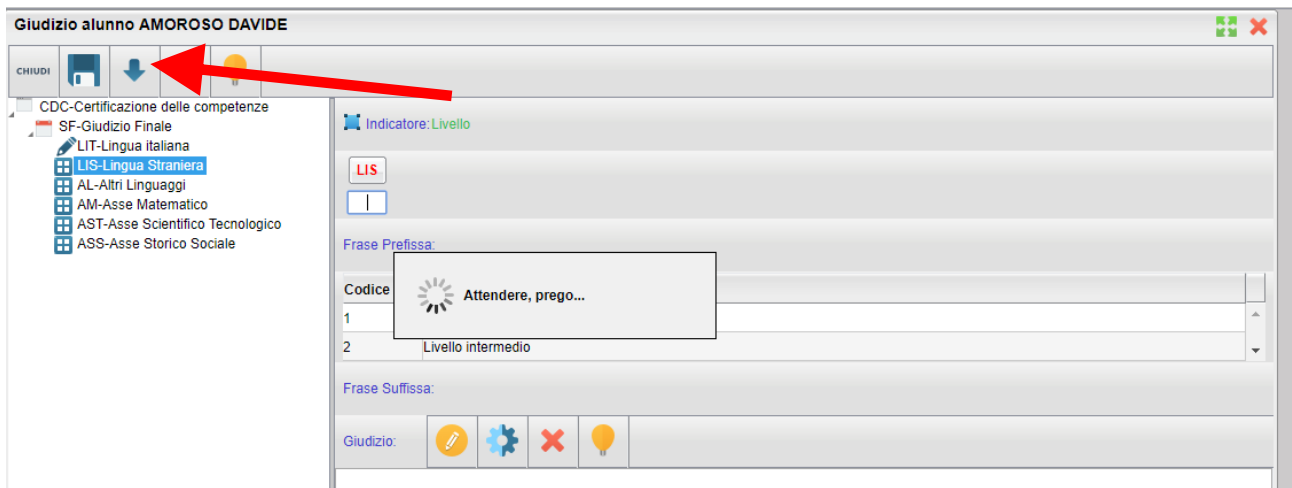 Giudizio alunno AMOROSO DAVIDE
CHIUDI
CDC-Certificazione delle competenze
SF-Giudizio Finale
LIT-Lingua italiana
LIS-Lingua Straniera
AL-Altri Linguaggi
AM-Asse Matematico
AST-Asse Scientifico Tecnologico
ASS-Asse Storico Sociale
Indicatore: Livello
LIS
Frase Prefissa:
Codice
Attendere, prego...
1
2 Livello intermedio
Frase Suffissa:
Giudizio: